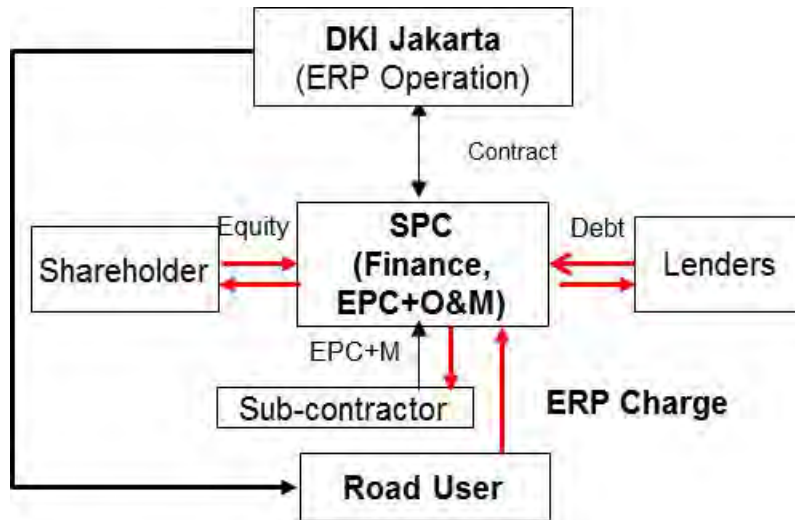 DKI Jakarta
(ERP Operation)
Contract
Equity
SPC
(Finance,
EPC+O&M)
Debt
Shareholder
Lenders
EPC+M
Sub-contractor
ERP Charge
Road User